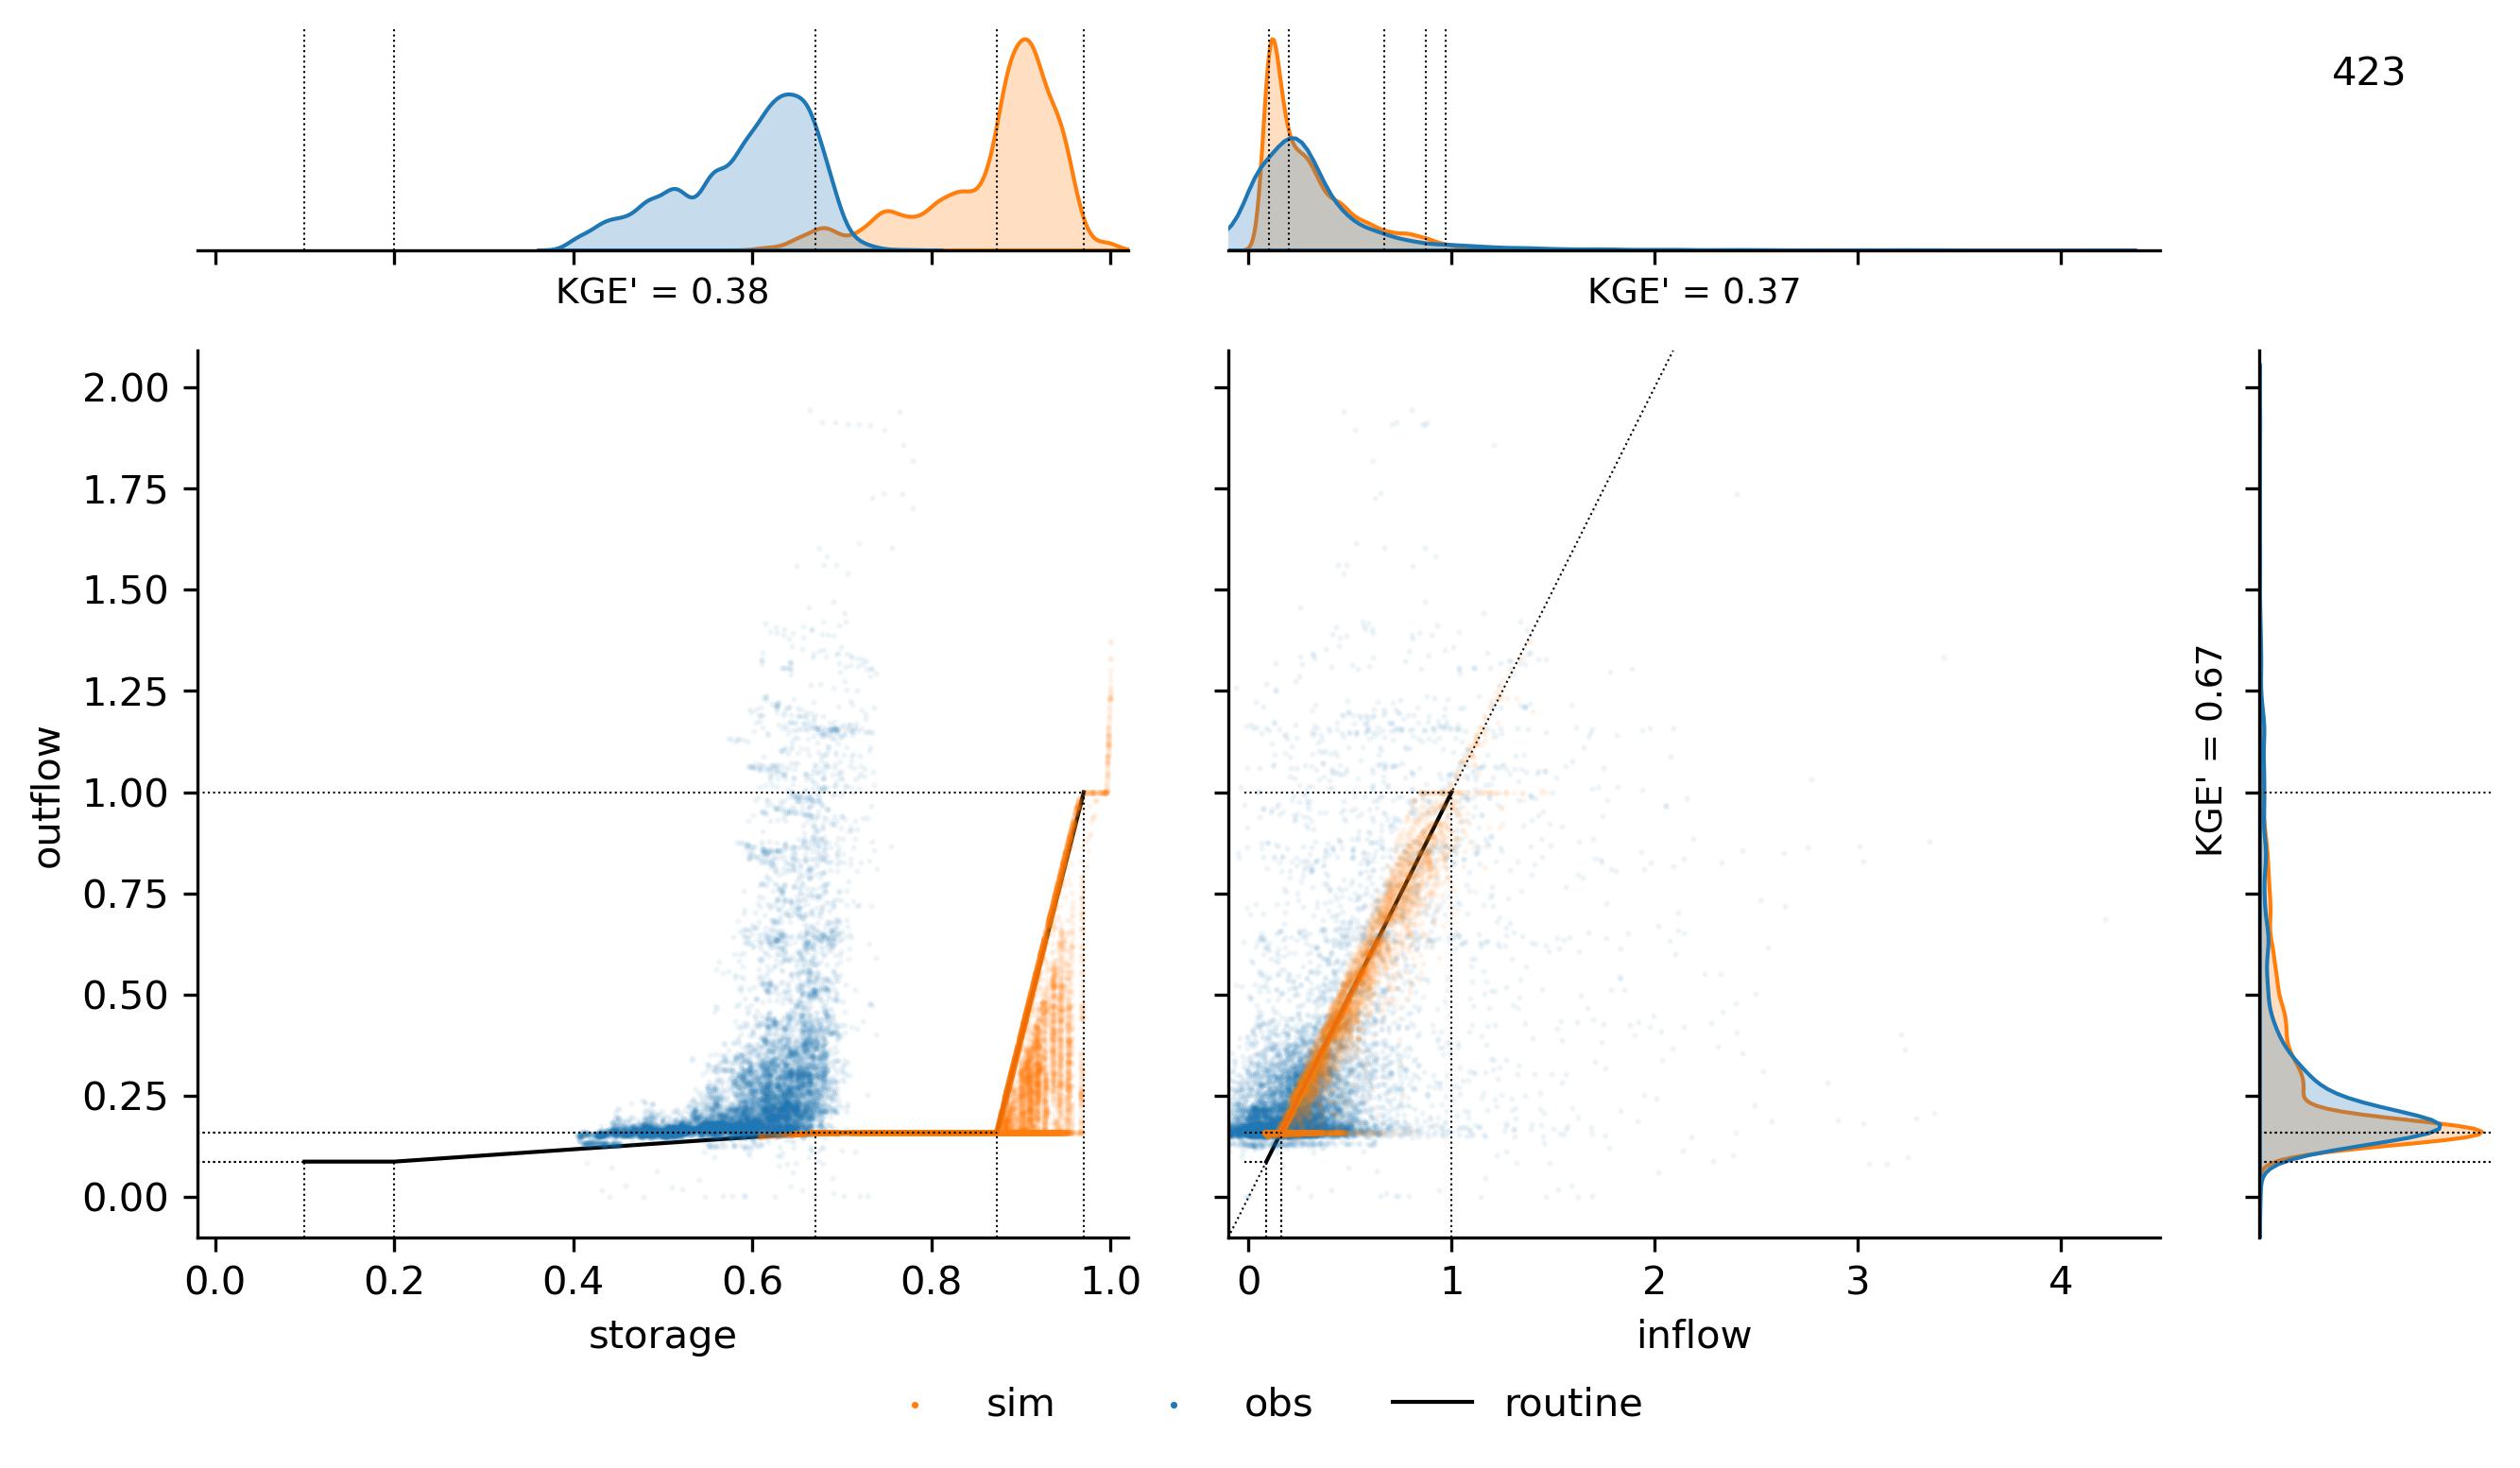 423
KGE' = 0.38
KGE' = 0.37
outflow
2.00
1.75
1.50
1.25
1.00
0.75
0.50
0.25
0.00
KGE' = 0.67
0.0 0.2 0.4 0.6 0.8 1.0
0 1 2 3 4
storage
inflow
sim obs routine